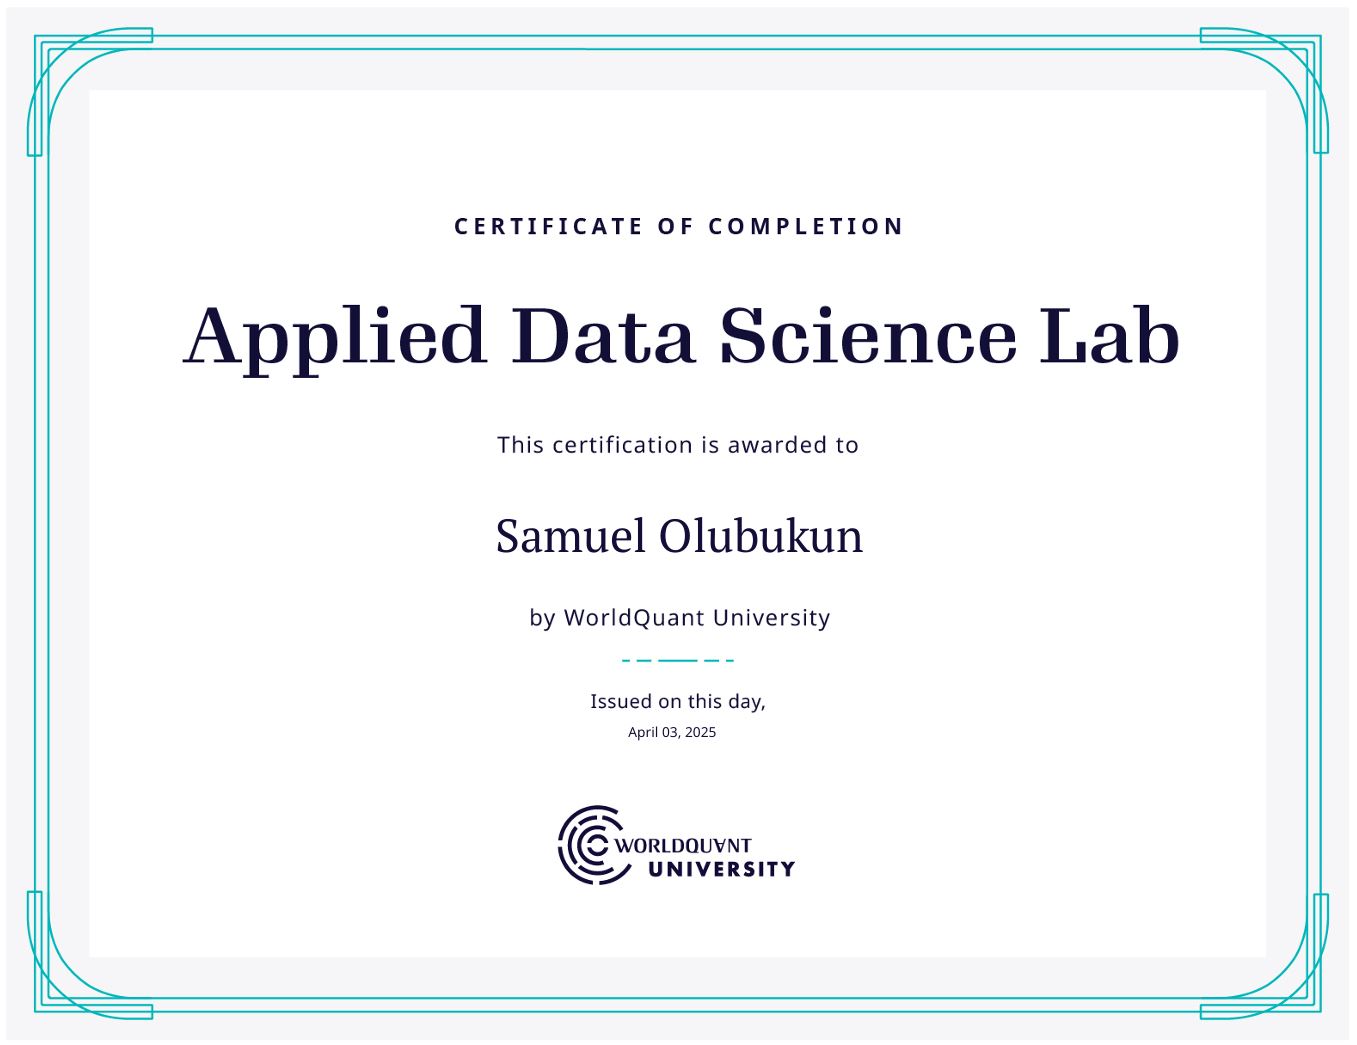 CERTIFICATE OF COMPLETION
Applied Data Science Lab
This certification is awarded to
Samuel Olubukun
by WorldQuant University
Issued on this day,
April 03, 2025
WORLDQUANT
UNIVERSITY